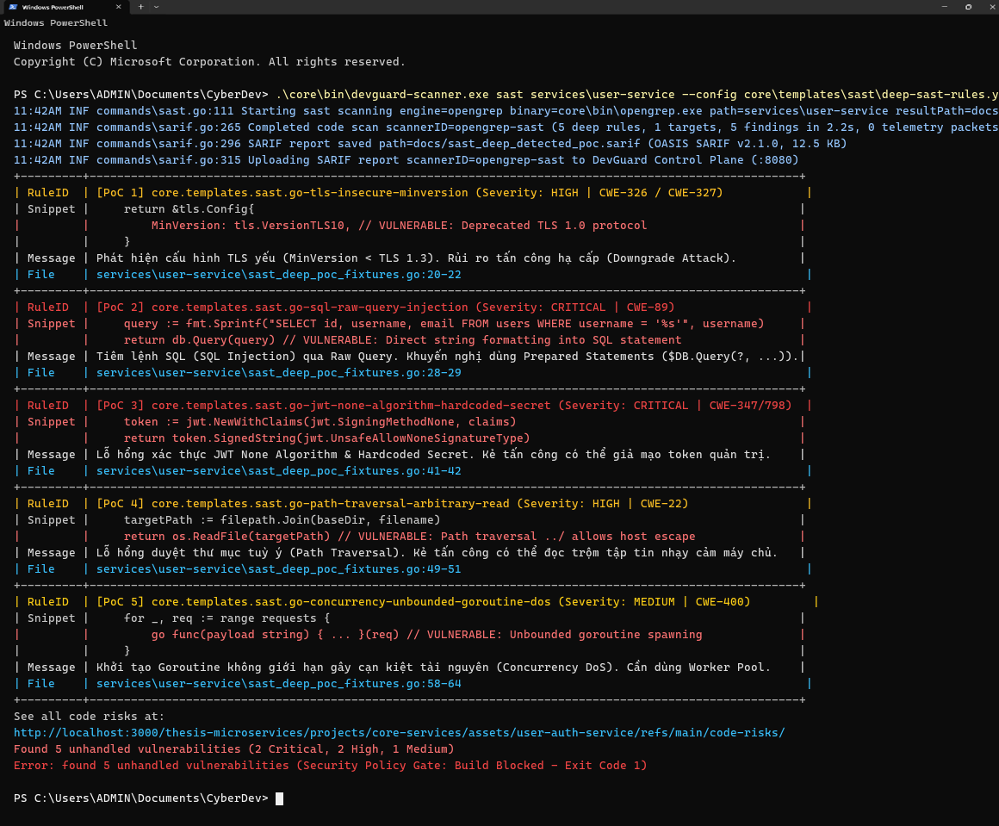 Windows PowerShell
Windows PowerShell
Windows PowerShell
Copyright (C) Microsoft Corporation. All rights reserved.
PS C:\Users\ADMIN\Documents\CyberDev> .\core\bin\devguard-scanner.exe sast services\user-service --config core\templates\sast\deep-sast-rules.y
11:42AM INF commands\sast.go:111 Starting sast scanning engine=opengrep binary=core\bin\opengrep.exe path=services\user-service resultPath=docs
11:42AM INF commands\sarif.go:265 Completed code scan scannerID=opengrep-sast (5 deep rules, 1 targets, 5 findings in 2.2s, 0 telemetry packets
11:42AM INF commands\sarif.go:296 SARIF report saved path=docs/sast_deep_detected_poc.sarif (OASIS SARIF v2.1.0, 12.5 KB)
11:42AM INF commands\sarif.go:315 Uploading SARIF report scannerID=opengrep-sast to DevGuard Control Plane (:8080)
+---------+-------------------------------------------------------------------------------------------------------+
| RuleID  | [PoC 1] core.templates.sast.go-tls-insecure-minversion (Severity: HIGH | CWE-326 / CWE-327)            |
| Snippet |     return &tls.Config{                                                                               |
|         |         MinVersion: tls.VersionTLS10, // VULNERABLE: Deprecated TLS 1.0 protocol                      |
|         |     }                                                                                                 |
| Message | Phát hiện cấu hình TLS yếu (MinVersion < TLS 1.3). Rủi ro tấn công hạ cấp (Downgrade Attack).         |
| File    | services\user-service\sast_deep_poc_fixtures.go:20-22                                                  |
+---------+-------------------------------------------------------------------------------------------------------+
| RuleID  | [PoC 2] core.templates.sast.go-sql-raw-query-injection (Severity: CRITICAL | CWE-89)                   |
| Snippet |     query := fmt.Sprintf("SELECT id, username, email FROM users WHERE username = '%s'", username)     |
|         |     return db.Query(query) // VULNERABLE: Direct string formatting into SQL statement                 |
| Message | Tiêm lệnh SQL (SQL Injection) qua Raw Query. Khuyến nghị dùng Prepared Statements ($DB.Query(?, ...)).|
| File    | services\user-service\sast_deep_poc_fixtures.go:28-29                                                  |
+---------+-------------------------------------------------------------------------------------------------------+
| RuleID  | [PoC 3] core.templates.sast.go-jwt-none-algorithm-hardcoded-secret (Severity: CRITICAL | CWE-347/798)  |
| Snippet |     token := jwt.NewWithClaims(jwt.SigningMethodNone, claims)                                         |
|         |     return token.SignedString(jwt.UnsafeAllowNoneSignatureType)                                       |
| Message | Lỗ hổng xác thực JWT None Algorithm & Hardcoded Secret. Kẻ tấn công có thể giả mạo token quản trị.    |
| File    | services\user-service\sast_deep_poc_fixtures.go:41-42                                                  |
+---------+-------------------------------------------------------------------------------------------------------+
| RuleID  | [PoC 4] core.templates.sast.go-path-traversal-arbitrary-read (Severity: HIGH | CWE-22)                 |
| Snippet |     targetPath := filepath.Join(baseDir, filename)                                                    |
|         |     return os.ReadFile(targetPath) // VULNERABLE: Path traversal ../ allows host escape               |
| Message | Lỗ hổng duyệt thư mục tuỳ ý (Path Traversal). Kẻ tấn công có thể đọc trộm tập tin nhạy cảm máy chủ.   |
| File    | services\user-service\sast_deep_poc_fixtures.go:49-51                                                  |
+---------+-------------------------------------------------------------------------------------------------------+
| RuleID  | [PoC 5] core.templates.sast.go-concurrency-unbounded-goroutine-dos (Severity: MEDIUM | CWE-400)         |
| Snippet |     for _, req := range requests {                                                                    |
|         |         go func(payload string) { ... }(req) // VULNERABLE: Unbounded goroutine spawning              |
|         |     }                                                                                                 |
| Message | Khởi tạo Goroutine không giới hạn gây cạn kiệt tài nguyên (Concurrency DoS). Cần dùng Worker Pool.    |
| File    | services\user-service\sast_deep_poc_fixtures.go:58-64                                                  |
+---------+-------------------------------------------------------------------------------------------------------+
See all code risks at:
http://localhost:3000/thesis-microservices/projects/core-services/assets/user-auth-service/refs/main/code-risks/
Found 5 unhandled vulnerabilities (2 Critical, 2 High, 1 Medium)
Error: found 5 unhandled vulnerabilities (Security Policy Gate: Build Blocked - Exit Code 1)
PS C:\Users\ADMIN\Documents\CyberDev>